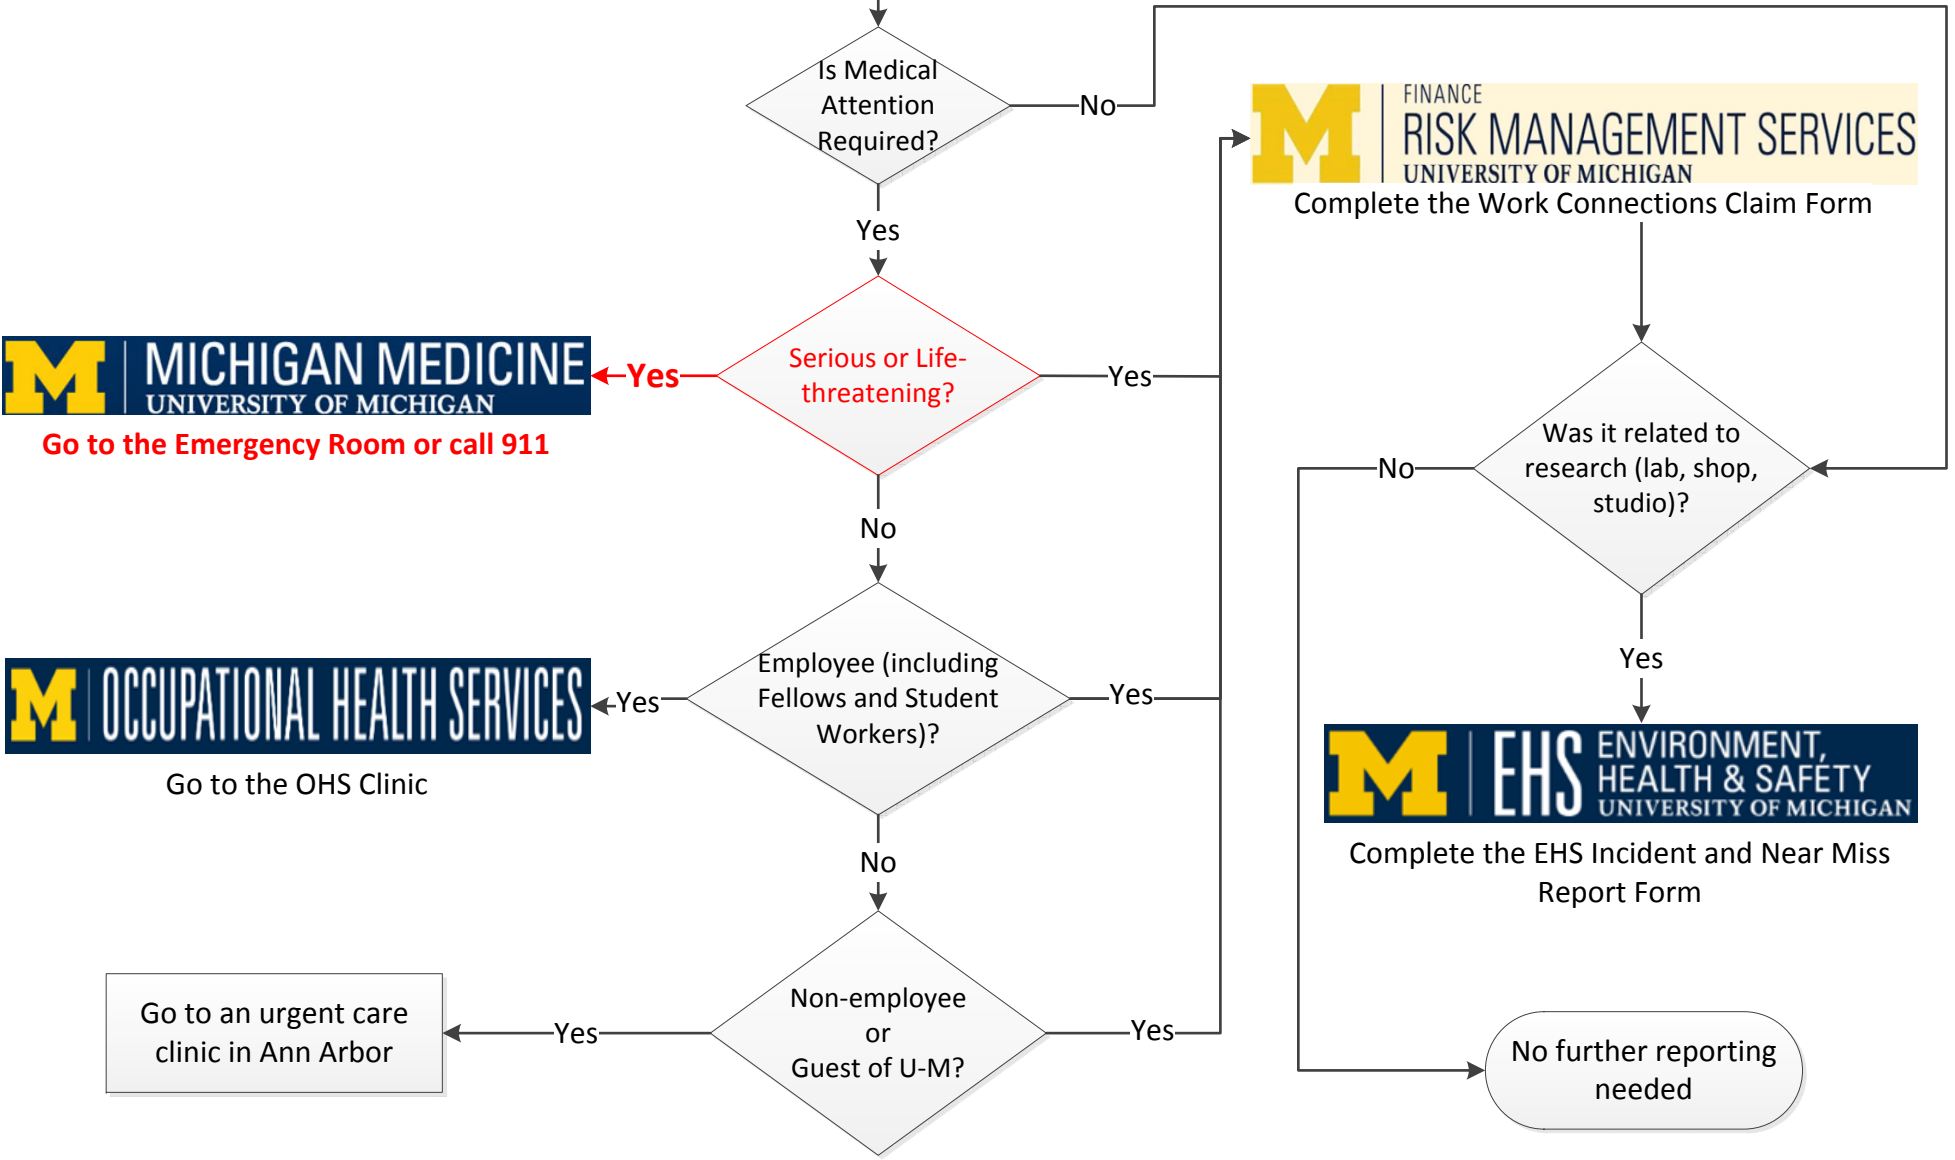 Is Medical
Attention
Required?
No
Yes
FINANCE
RISK MANAGEMENT SERVICES
UNIVERSITY OF MICHIGAN
Complete the Work Connections Claim Form
M
MICHIGAN MEDICINE
UNIVERSITY OF MICHIGAN
Go to the Emergency Room or call 911
Yes
Serious or Life-
threatening?
Yes
No
Was it related to
research (lab, shop,
studio)?
No
Yes
M
OCCUPATIONAL HEALTH SERVICES
Go to the OHS Clinic
Yes
Employee (including
Fellows and Student
Workers)?
Yes
No
M
EHS
ENVIRONMENT,
HEALTH & SAFETY
UNIVERSITY OF MICHIGAN
Complete the EHS Incident and Near Miss
Report Form
Go to an urgent care
clinic in Ann Arbor
Yes
Non-employee
or
Guest of U-M?
Yes
No further reporting
needed
M